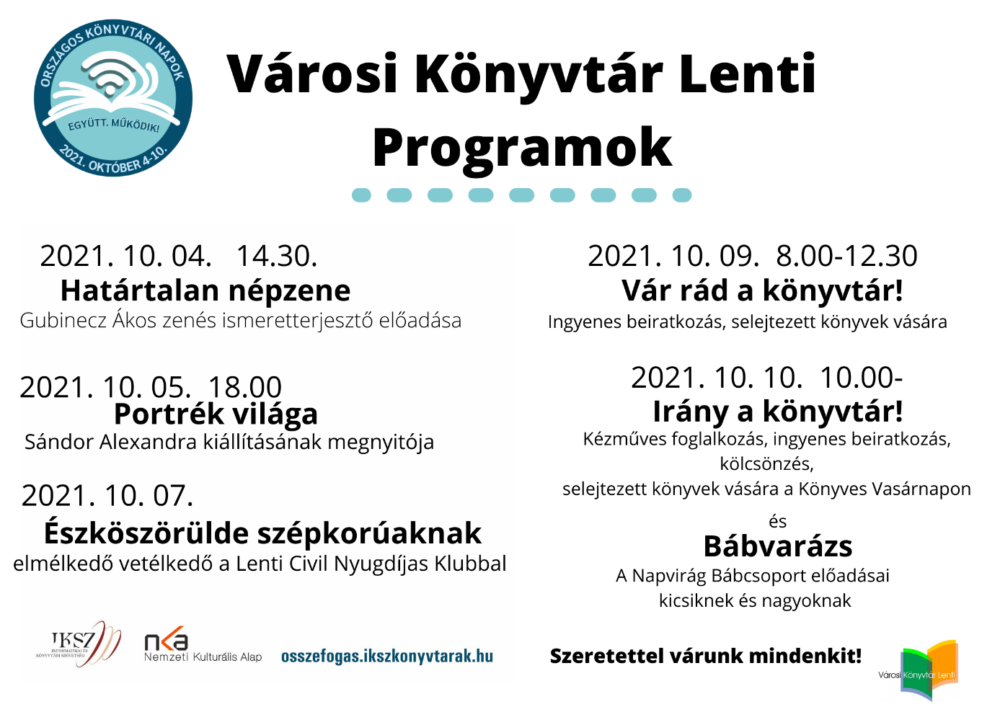 ORSZÁGOS KÖNYVTÁRI NAPOK
EGYÜTT. MŰKÖDIK!
2021. OKTÓBER 4-10.
Városi Könyvtár Lenti
Programok
2021. 10. 04. 14.30.
Határtalan népzene
Gubinecz Ákos zenés ismeretterjesztő előadása
2021. 10. 05. 18.00
Portrék világa
Sándor Alexandra kiállításának megnyitója
2021. 10. 07.
Észköszörülde szépkorúaknak
elmélkedő vetélkedő a Lenti Civil Nyugdíjas Klubbal
2021. 10. 09. 8.00-12.30
Vár rád a könyvtár!
Ingyenes beiratkozás, selejtezett könyvek vására
2021. 10. 10. 10.00-
Irány a könyvtár!
Kézműves foglalkozás, ingyenes beiratkozás,
kölcsönzés,
selejtezett könyvek vására a Könyves Vasárnapon
és
Bábvarázs
A Napvirág Bábcsoport előadásai
kicsiknek és nagyoknak
IKSZ
INFORMATIKAI ÉS
KÖNYVTÁRI SZÖVETSÉG
nka
Nemzeti Kulturális Alap
osszefogas.ikszkonyvtarak.hu
Szeretettel várunk mindenkit!
Városi Könyvtár Lenti